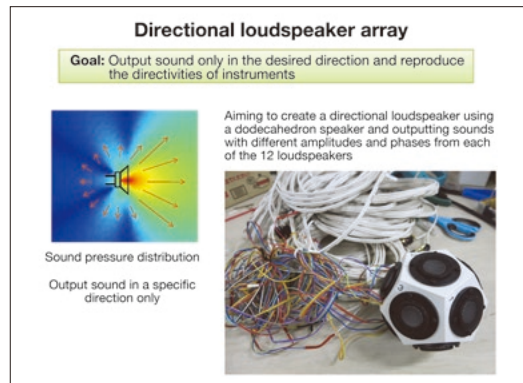 Directional loudspeaker array
Goal: Output sound only in the desired direction and reproduce
the directivities of instruments
Aiming to create a directional loudspeaker using
a dodecahedron speaker and outputting sounds
with different amplitudes and phases from each
of the 12 loudspeakers
Sound pressure distribution
Output sound in a specific
direction only